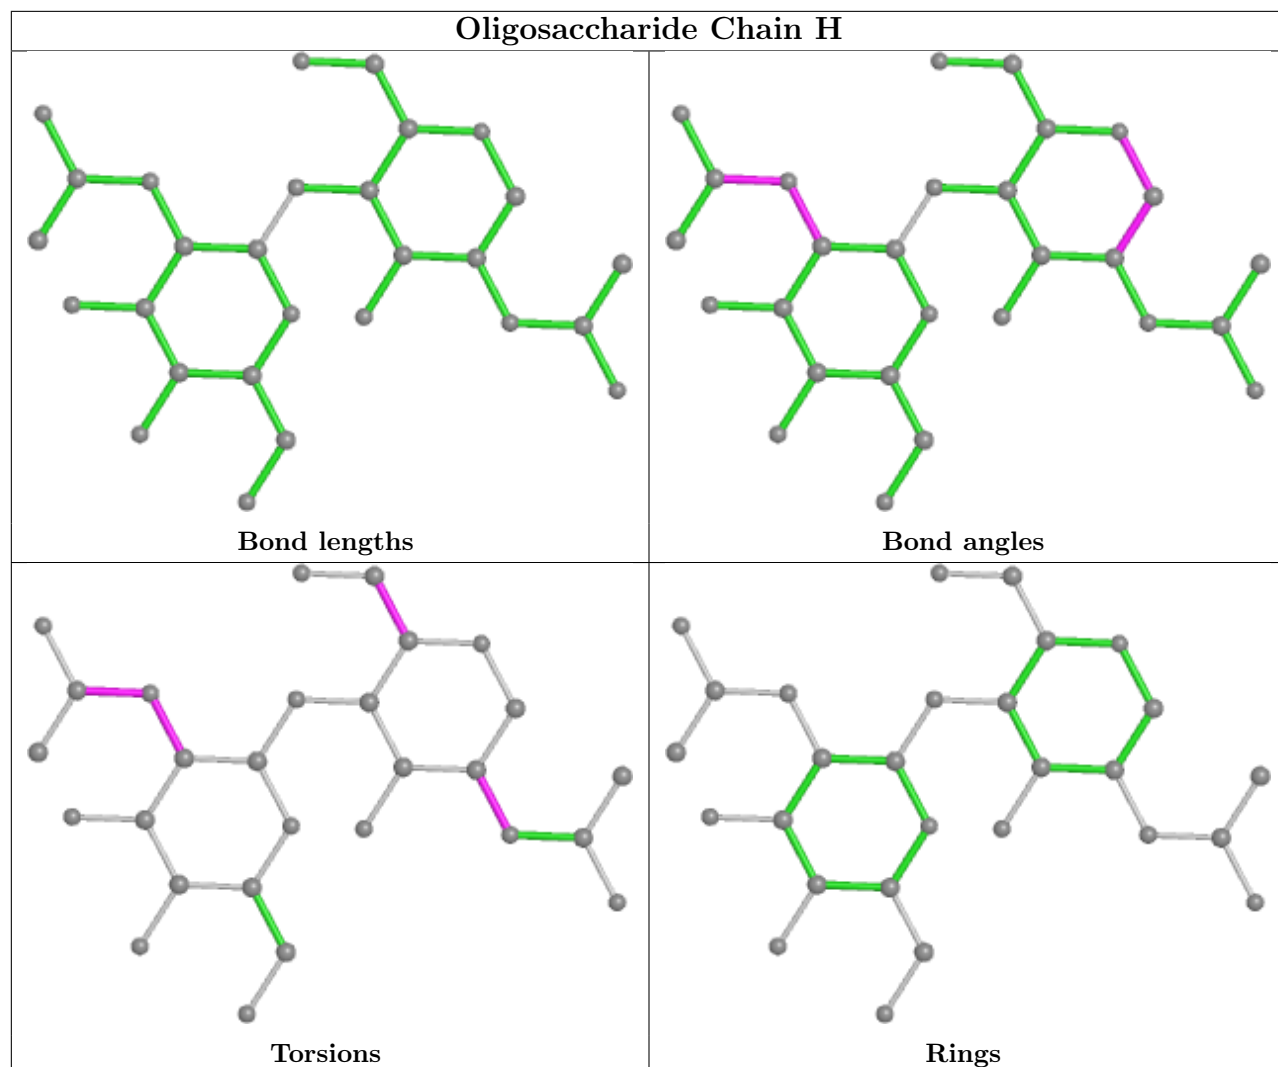 Oligosaccharide Chain H
Bond lengths
Bond angles
Torsions
Rings